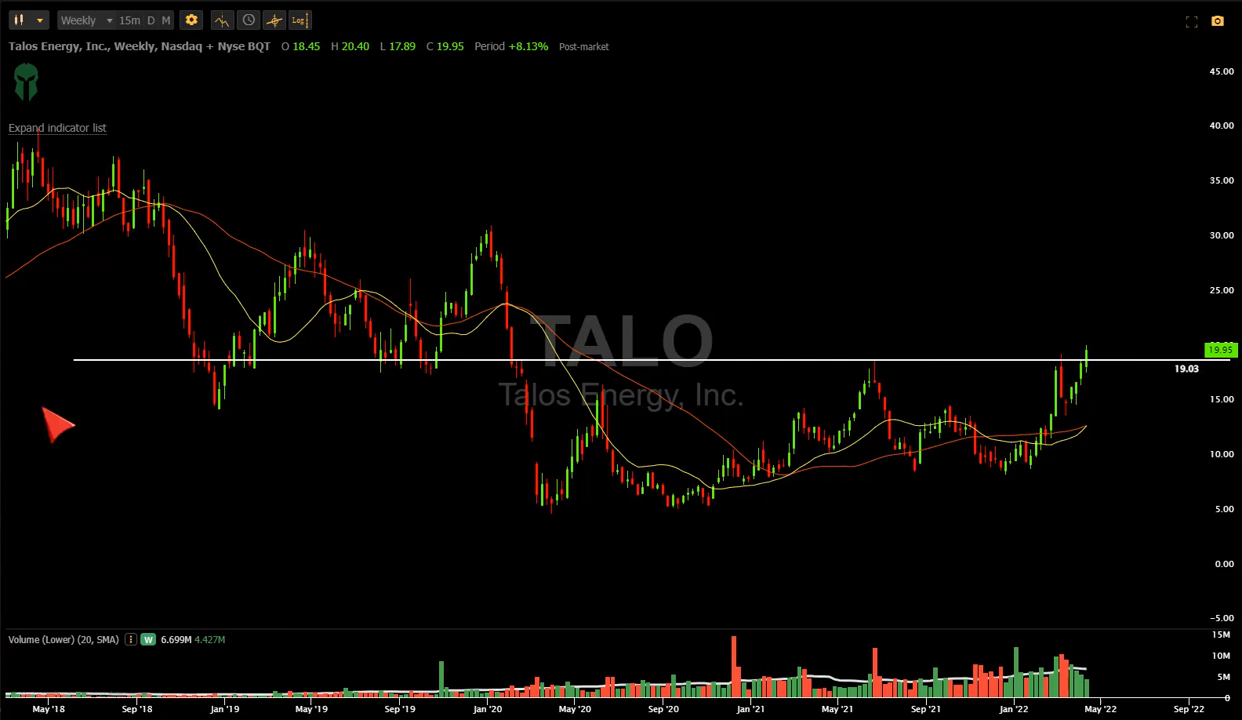 Weekly 15m D M Log
Talos Energy, Inc., Weekly, Nasdaq + Nyse BQT O 18.45 H 20.40 L 17.89 C 19.95 Period +8.13% Post-market
Expand indicator list
45.00
40.00
35.00
30.00
25.00
19.95
19.03
15.00
10.00
5.00
0.00
−5.00
TALO
Talos Energy, Inc.
Volume (Lower) (20, SMA) W 6.699M 4.427M
15M
10M
5M
0
May '18 Sep '18 Jan '19 May '19 Sep '19 Jan '20 May '20 Sep '20 Jan '21 May '21 Sep '21 Jan '22 May '22 Sep '22